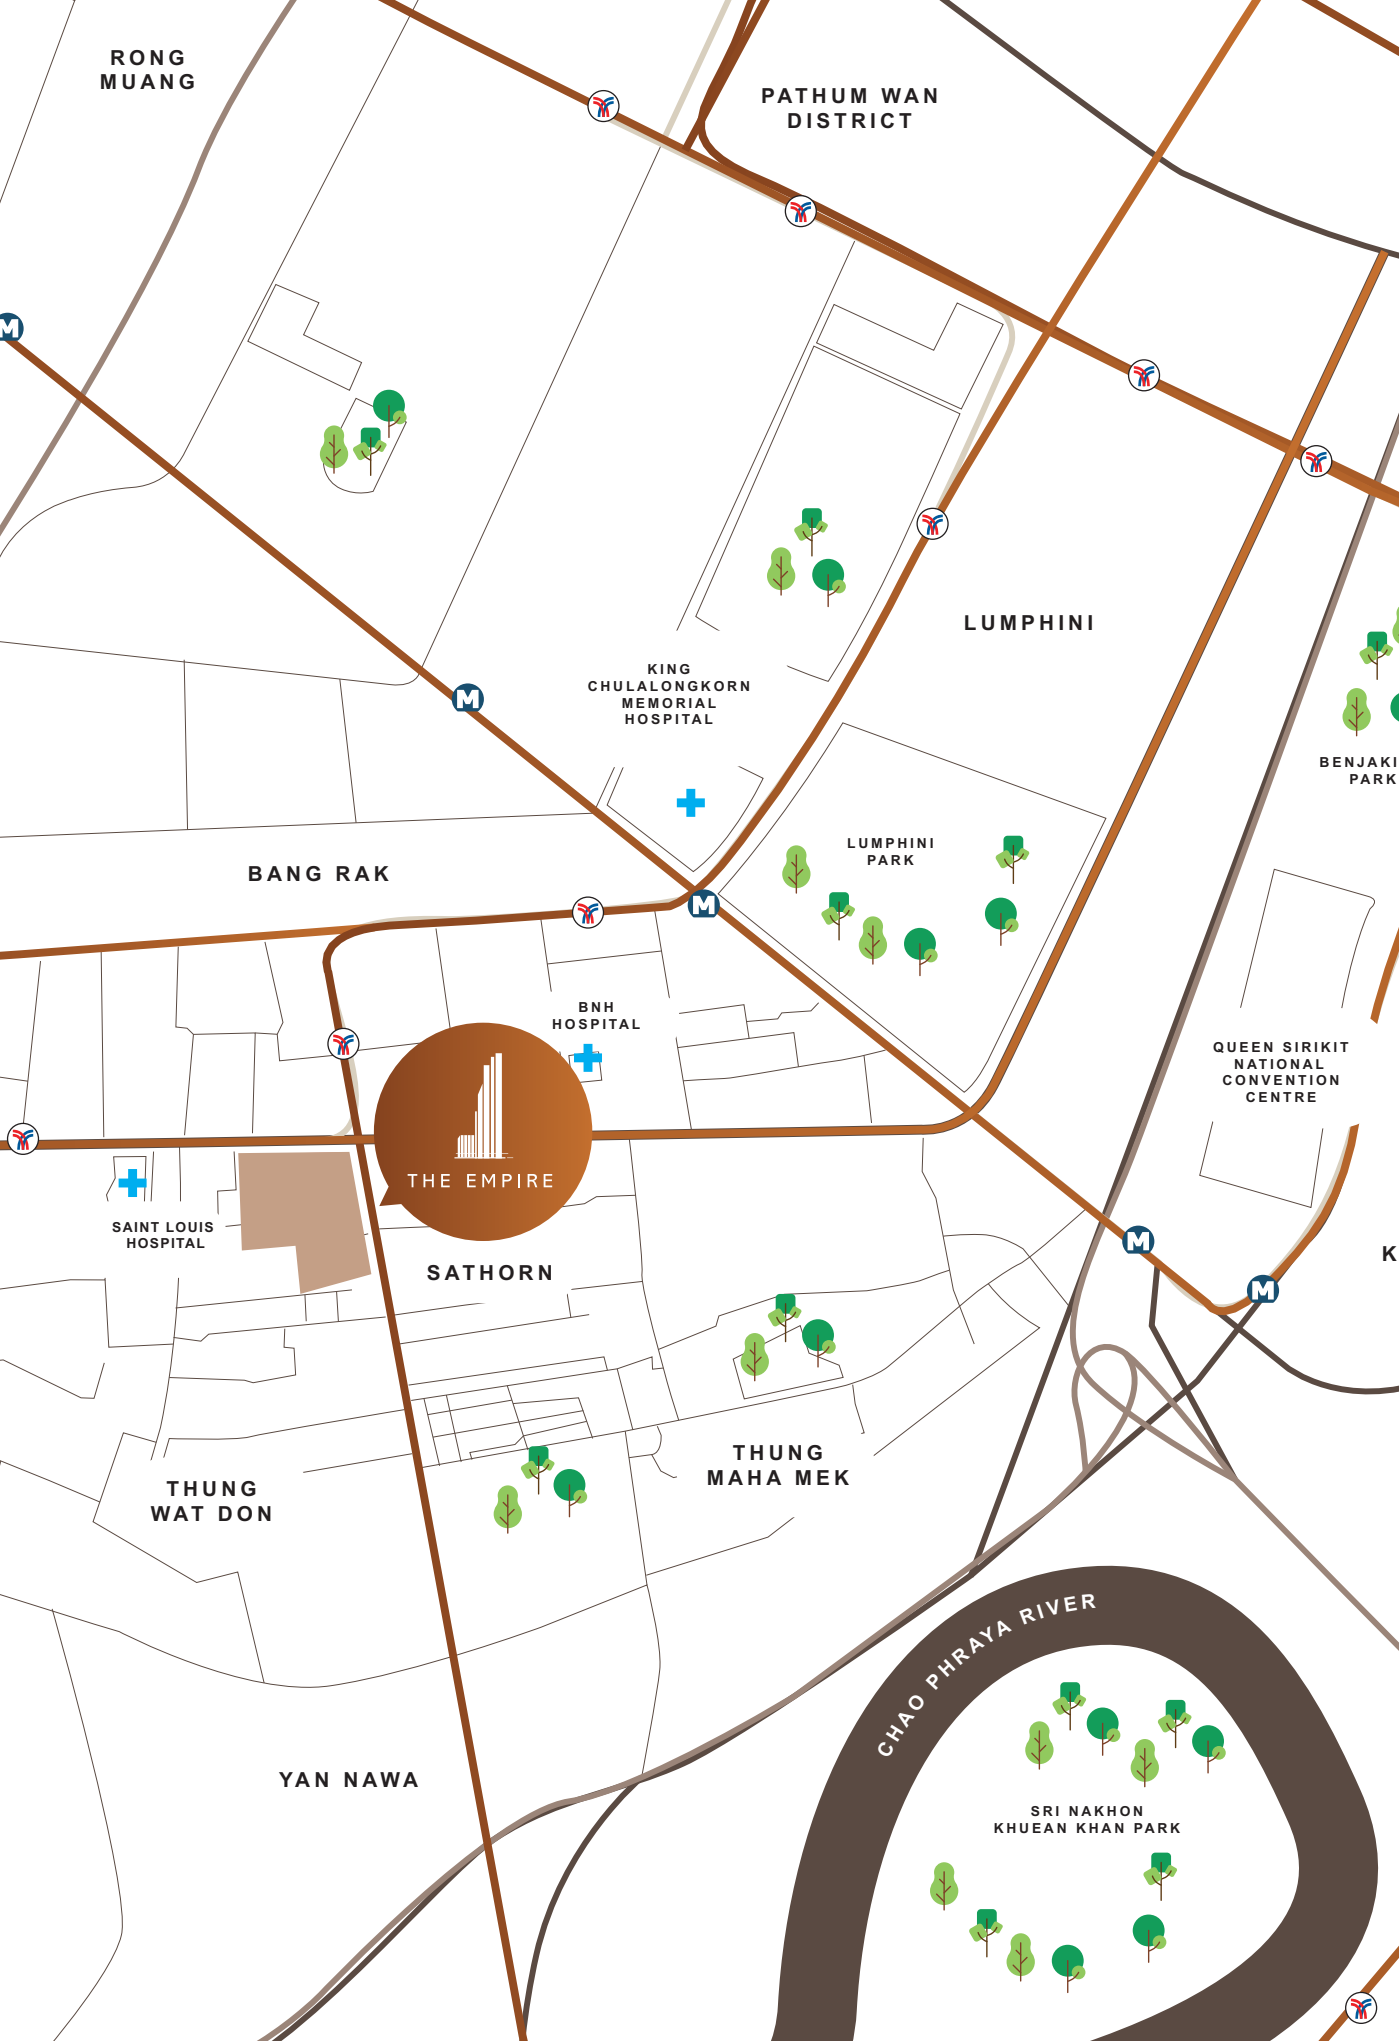 RONG
MUANG
PATHUM WAN
DISTRICT
M
M
LUMPHINI
KING
CHULALONGKORN
MEMORIAL
HOSPITAL
BENJAKI
PARK
LUMPHINI
PARK
BANG RAK
M
BNH
HOSPITAL
QUEEN SIRIKIT
NATIONAL
CONVENTION
CENTRE
THE EMPIRE
SAINT LOUIS
HOSPITAL
M
K
SATHORN
M
THUNG
MAHA MEK
THUNG
WAT DON
CHAO PHRAYA RIVER
YAN NAWA
SRI NAKHON
KHUEAN KHAN PARK